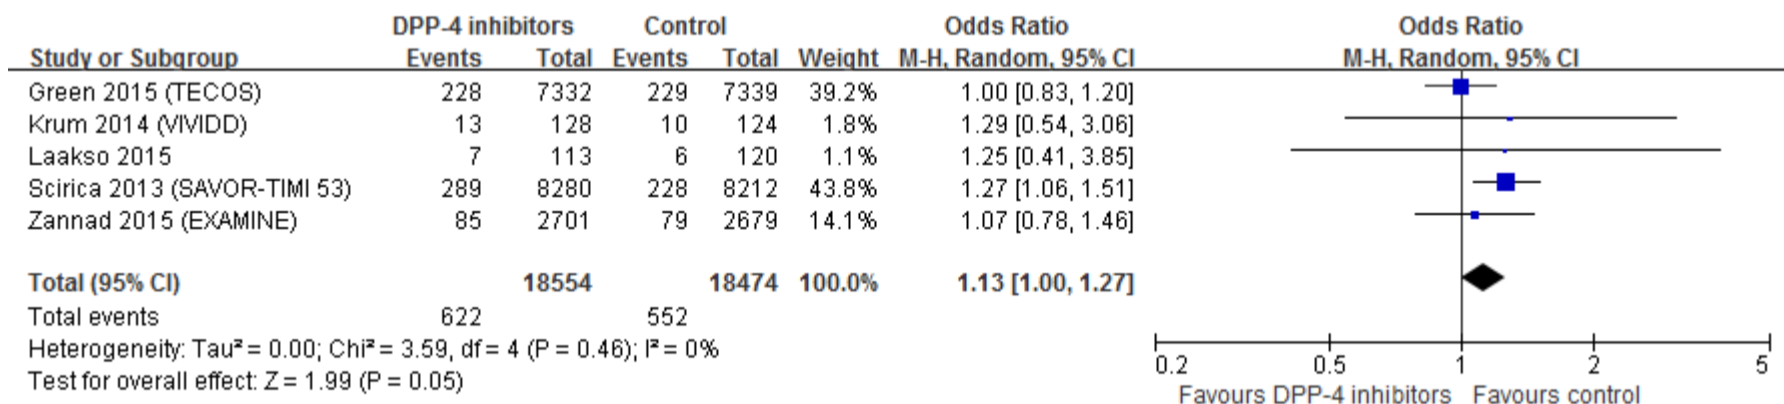 DPP-4 inhibitors Control Odds Ratio Odds Ratio
Study or Subgroup Events Total Events Total Weight M-H, Random, 95% CI M-H, Random, 95% CI
Green 2015 (TECOS) 228 7332 229 7339 39.2% 1.00 [0.83, 1.20]
Krum 2014 (VIVIDD) 13 128 10 124 1.8% 1.29 [0.54, 3.06]
Laakso 2015 7 113 6 120 1.1% 1.25 [0.41, 3.85]
Scirica 2013 (SAVOR-TIMI 53) 289 8280 228 8212 43.8% 1.27 [1.06, 1.51]
Zannad 2015 (EXAMINE) 85 2701 79 2679 14.1% 1.07 [0.78, 1.46]
Total (95% CI) 18554 18474 100.0% 1.13 [1.00, 1.27]
Total events 622 552
Heterogeneity: Tau² = 0.00; Chi² = 3.59, df = 4 (P = 0.46); I² = 0%
Test for overall effect: Z = 1.99 (P = 0.05)
0.2 0.5 1 2 5
Favours DPP-4 inhibitors Favours control